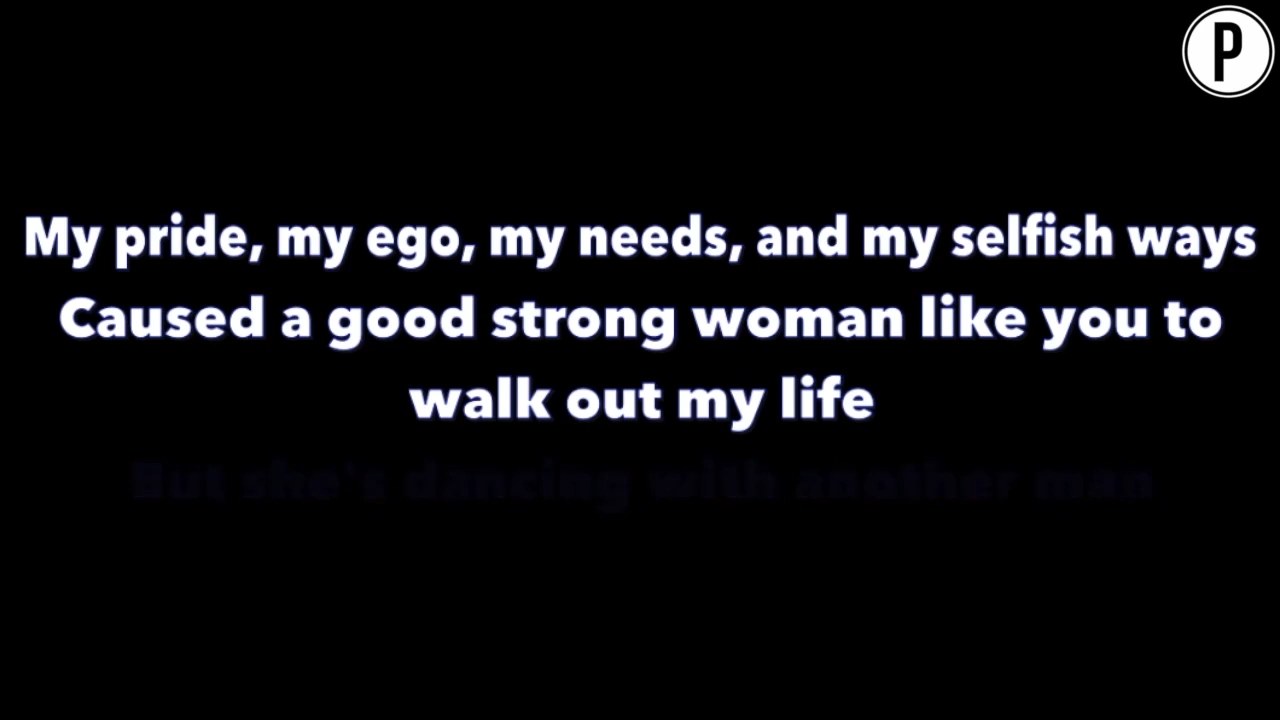 P
My pride, my ego, my needs, and my selfish ways
Caused a good strong woman like you to
walk out my life
But she's dancing with another man